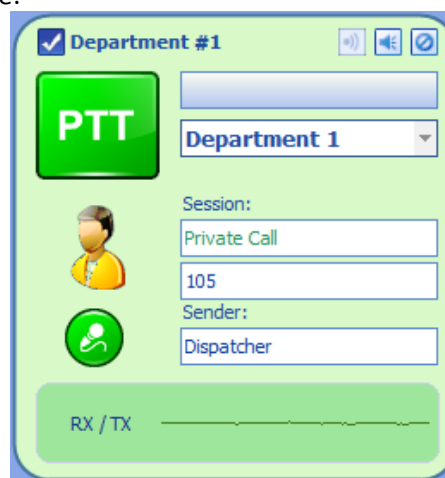 e.
Department #1
PTT
Department 1
Session:
Private Call
105
Sender:
Dispatcher
RX / TX